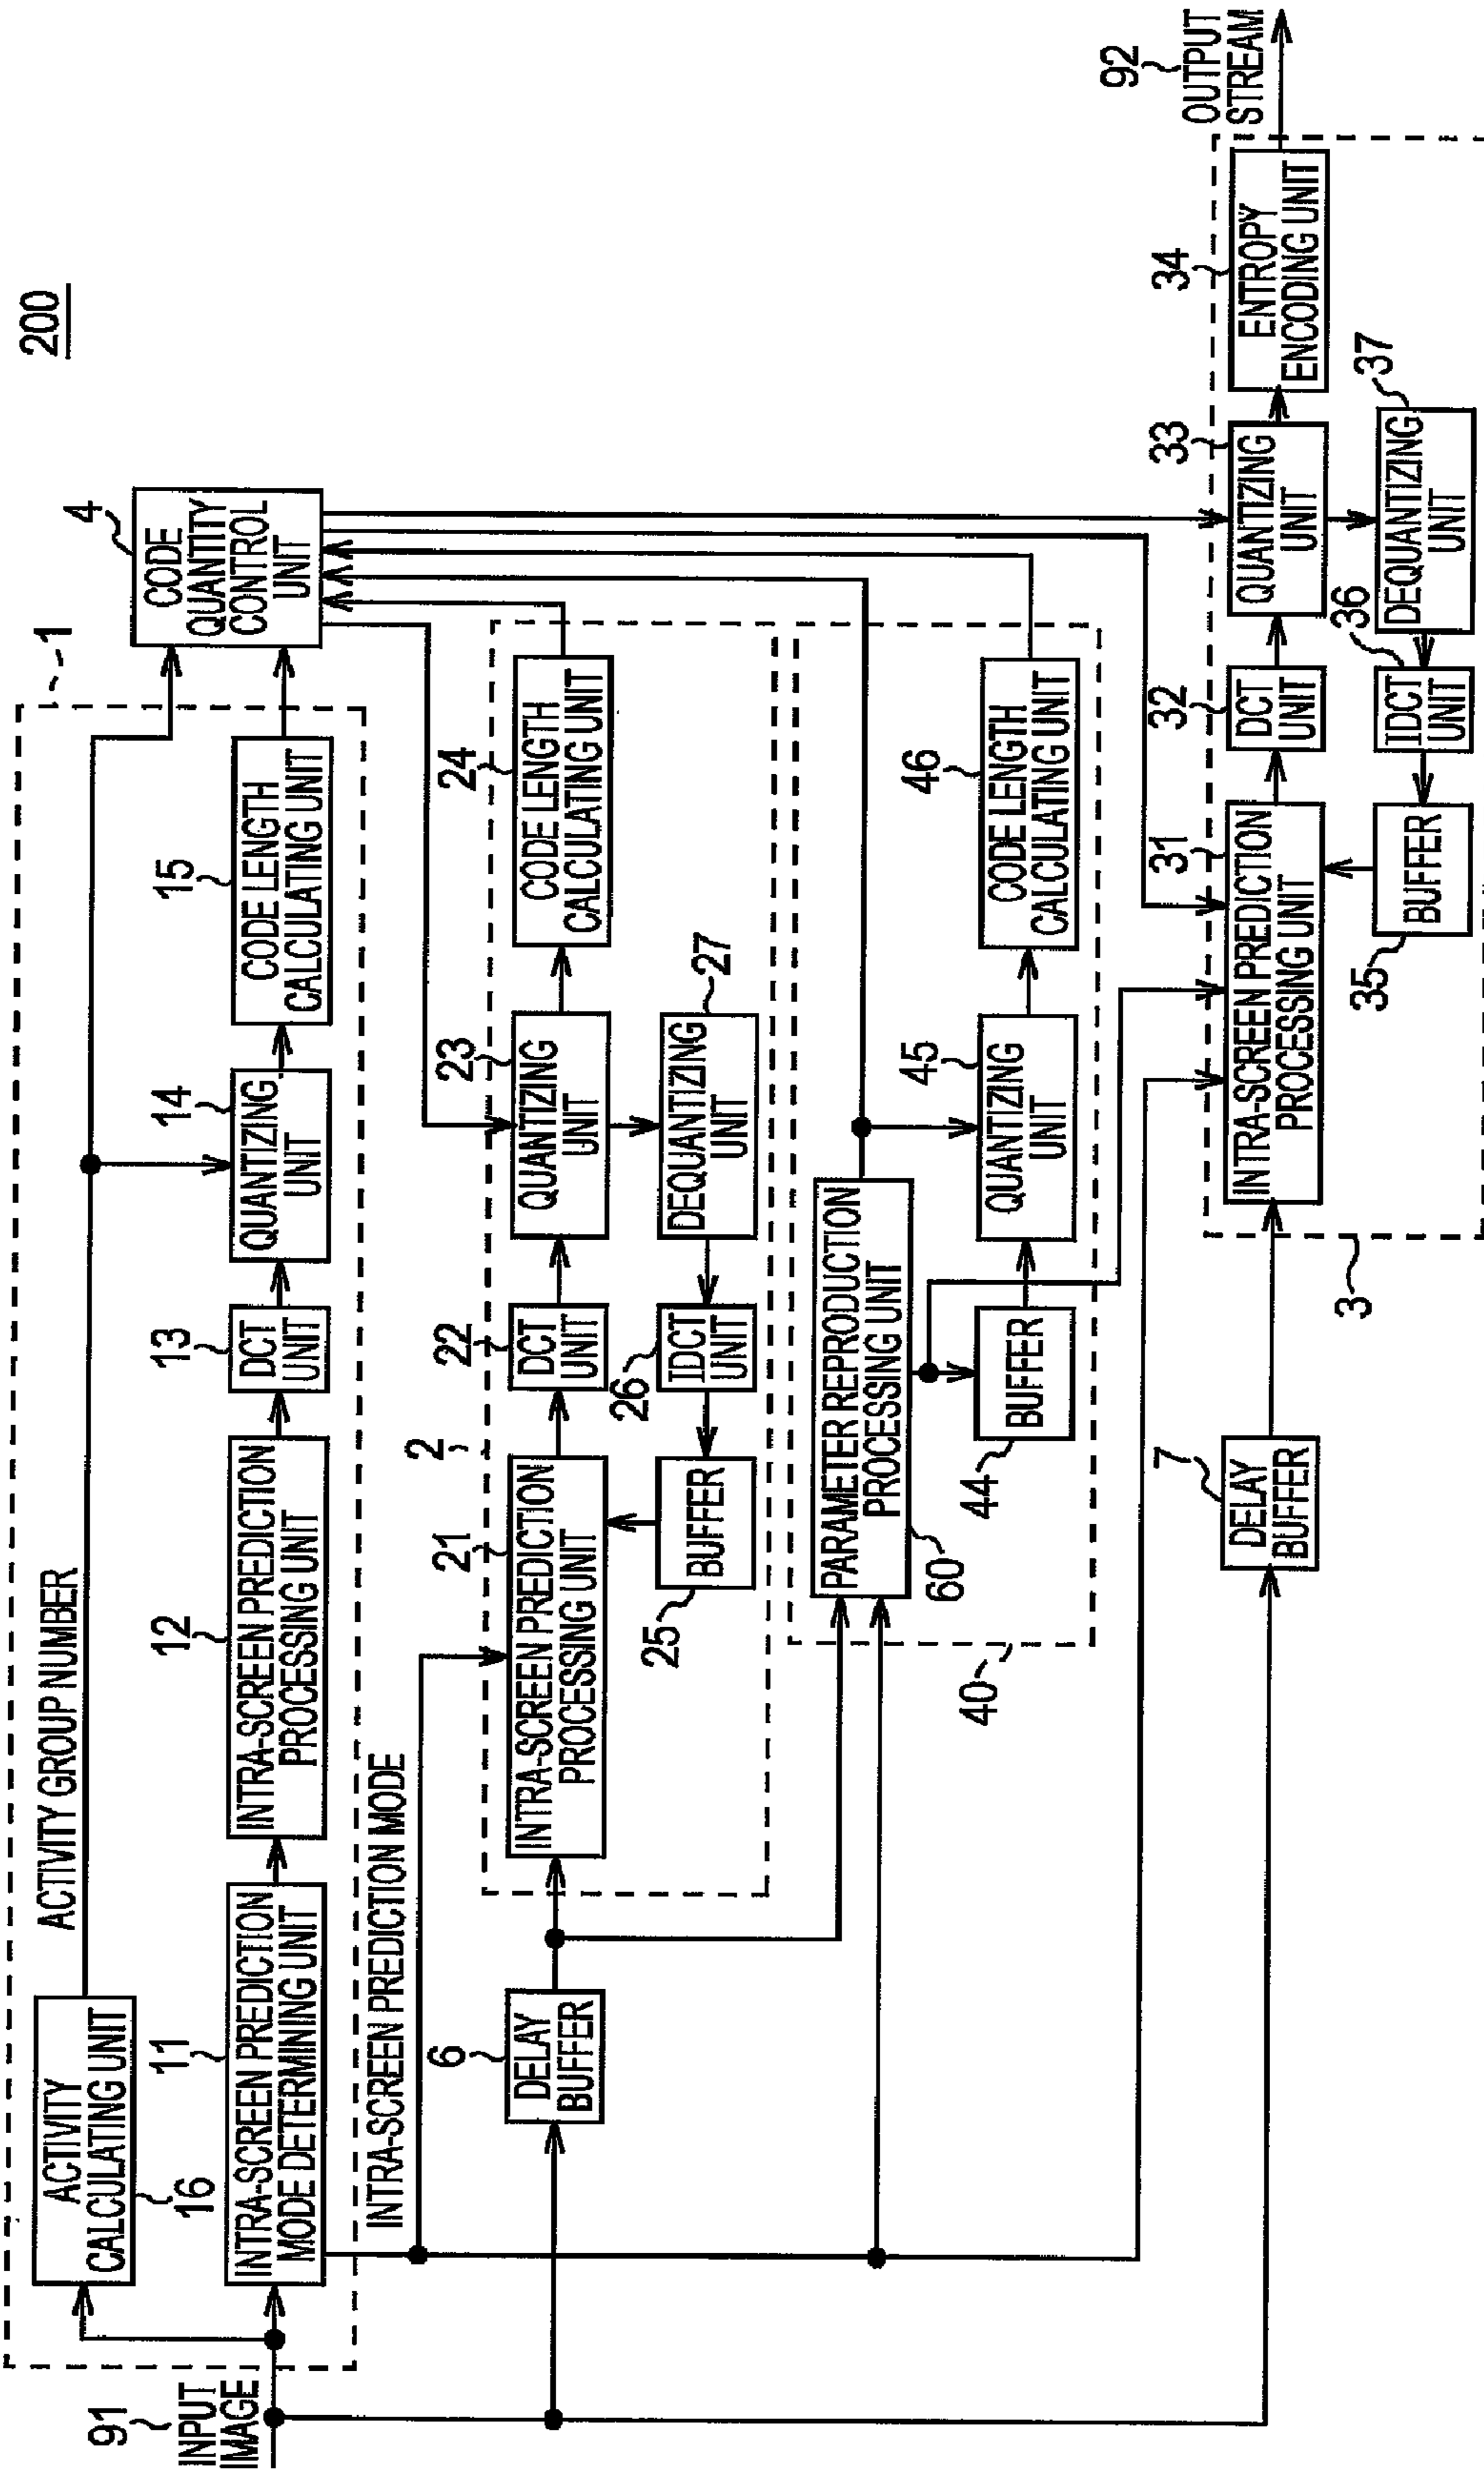 200
91
INPUT
IMAGE
1
ACTIVITY
CALCULATING UNIT
16
ACTIVITY GROUP NUMBER
11
INTRA-SCREEN PREDICTION
MODE DETERMINING UNIT
12
INTRA-SCREEN PREDICTION
PROCESSING UNIT
13
DCT
UNIT
14
QUANTIZING
UNIT
15
CODE LENGTH
CALCULATING UNIT
4
CODE
QUANTITY
CONTROL
UNIT
INTRA-SCREEN PREDICTION MODE
6
DELAY
BUFFER
2
21
INTRA-SCREEN PREDICTION
PROCESSING UNIT
22
DCT
UNIT
23
QUANTIZING
UNIT
24
CODE LENGTH
CALCULATING UNIT
25
BUFFER
26
IDCT
UNIT
27
DEQUANTIZING
UNIT
40
PARAMETER REPRODUCTION
PROCESSING UNIT
60
44
BUFFER
45
QUANTIZING
UNIT
46
CODE LENGTH
CALCULATING UNIT
7
DELAY
BUFFER
3
31
INTRA-SCREEN PREDICTION
PROCESSING UNIT
32
DCT
UNIT
33
QUANTIZING
UNIT
34
ENTROPY
ENCODING UNIT
35
BUFFER
36
IDCT
UNIT
37
DEQUANTIZING
UNIT
92
OUTPUT
STREAM